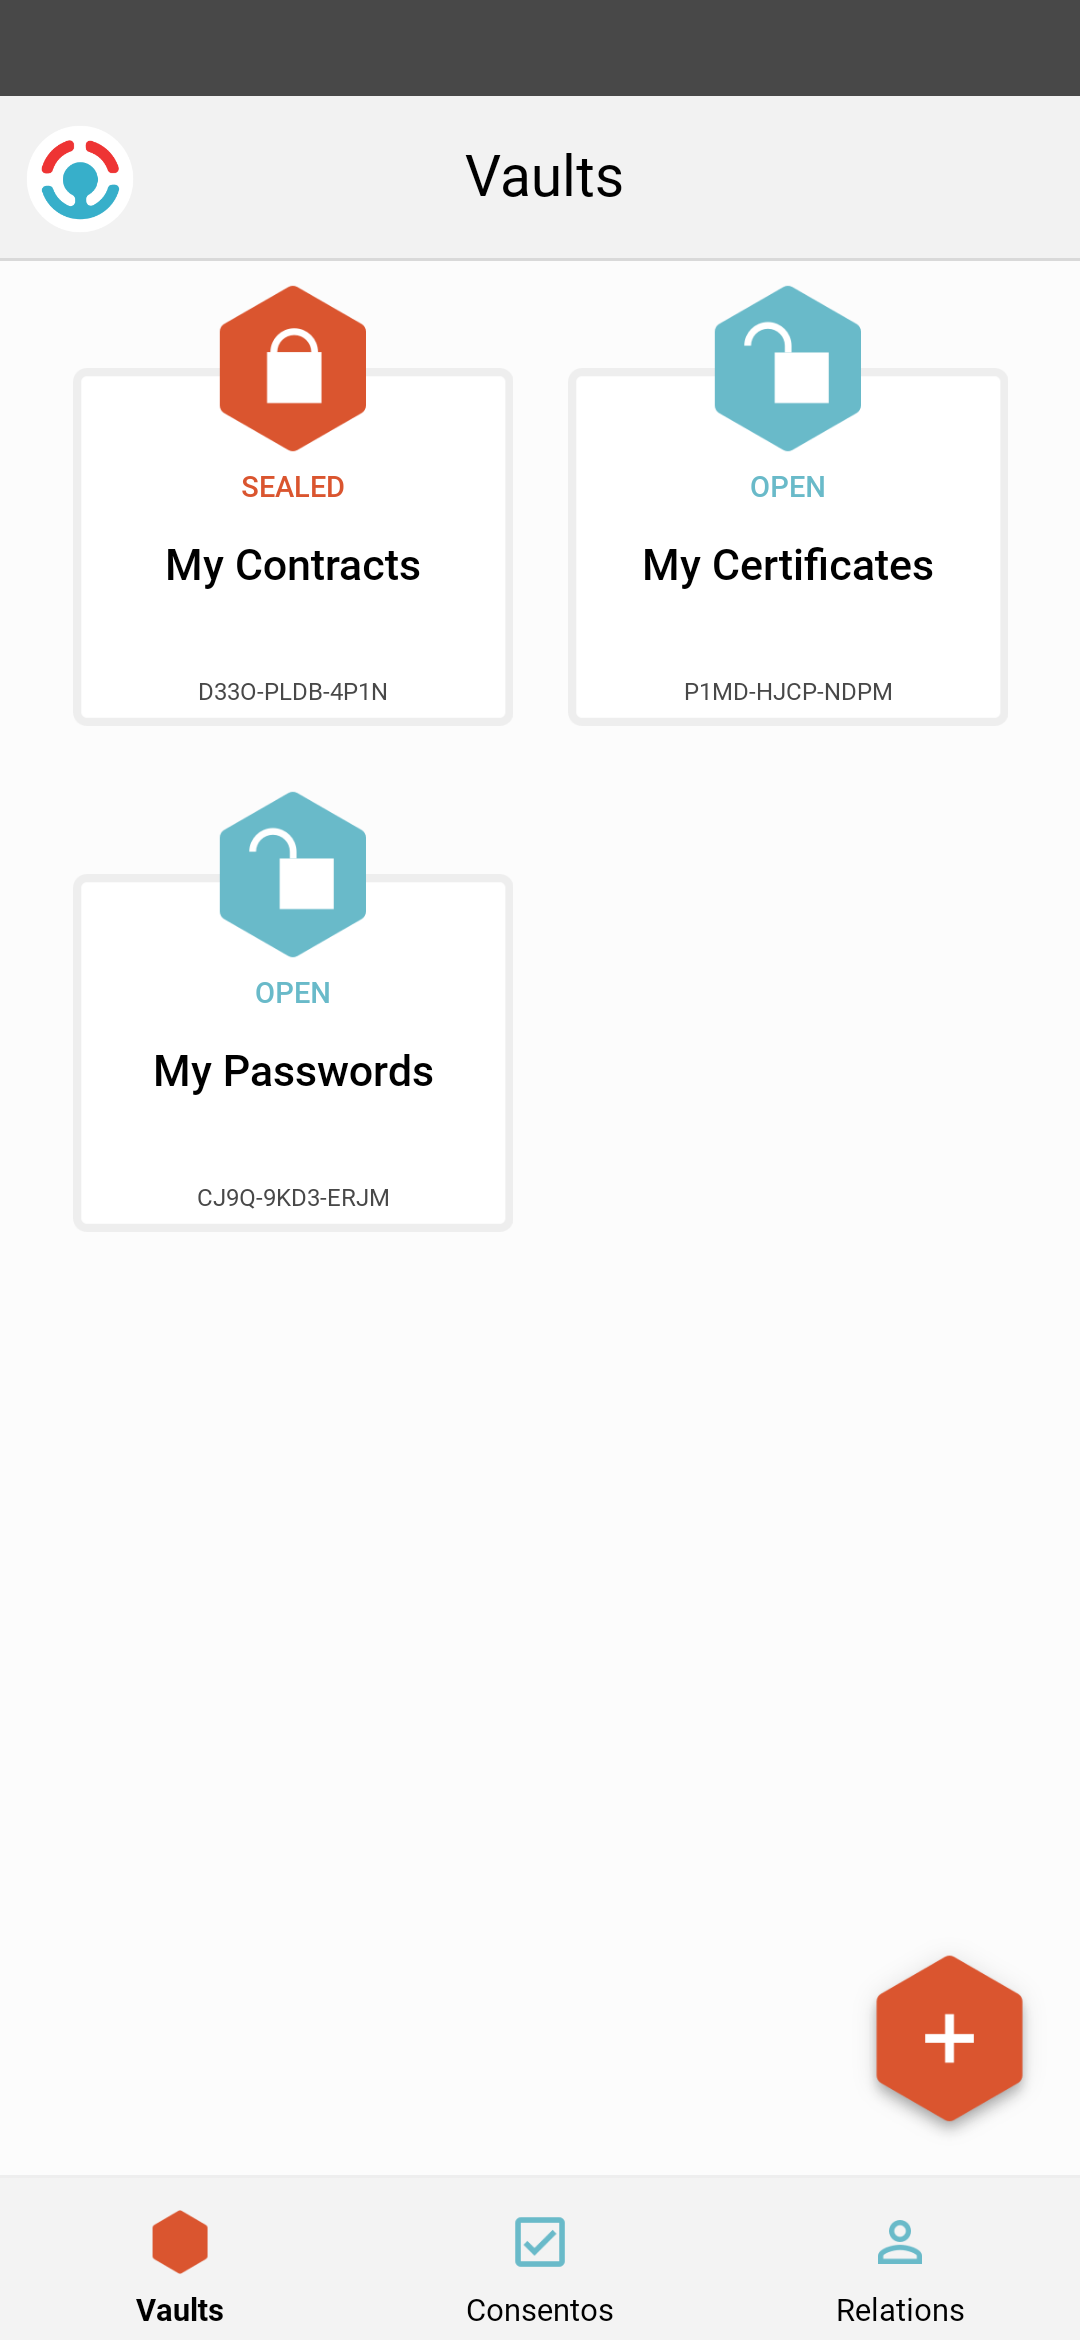 Vaults
SEALED
My Contracts
D33O-PLDB-4P1N
OPEN
My Certificates
P1MD-HJCP-NDPM
OPEN
My Passwords
CJ9Q-9KD3-ERJM
Vaults
Consentos
Relations